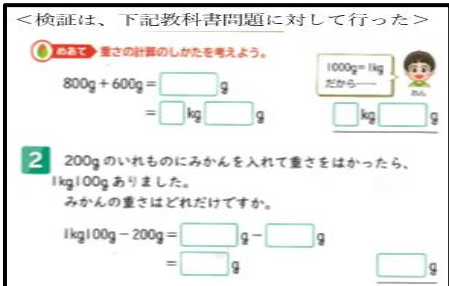 ＜検証は、下記教科書問題に対して行った＞
めあて 重さの計算のしかたを考えよう。
1000g=1kg
だから……
れん
800g+600g= g
= kg g
kg g
2 200gのいれものにみかんを入れて重さをはかったら、
1kg100gありました。
みかんの重さはどれだけですか。
1kg100g-200g= g- g
= g
g